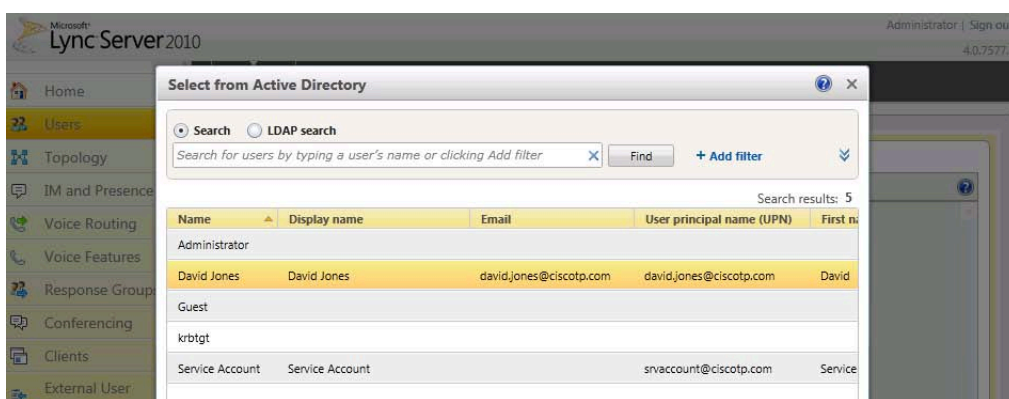 Microsoft®
Lync Server 2010
Administrator | Sign ou
4.0.7577.
Home
Users
Topology
IM and Presence
Voice Routing
Voice Features
Response Group
Conferencing
Clients
External User
Select from Active Directory
Search LDAP search
Search for users by typing a user's name or clicking Add filter
Find + Add filter
Search results: 5
Name Display name Email User principal name (UPN) First na
Administrator
David Jones David Jones david.jones@ciscotp.com david.jones@ciscotp.com David
Guest
krbtgt
Service Account Service Account srvaccount@ciscotp.com Service